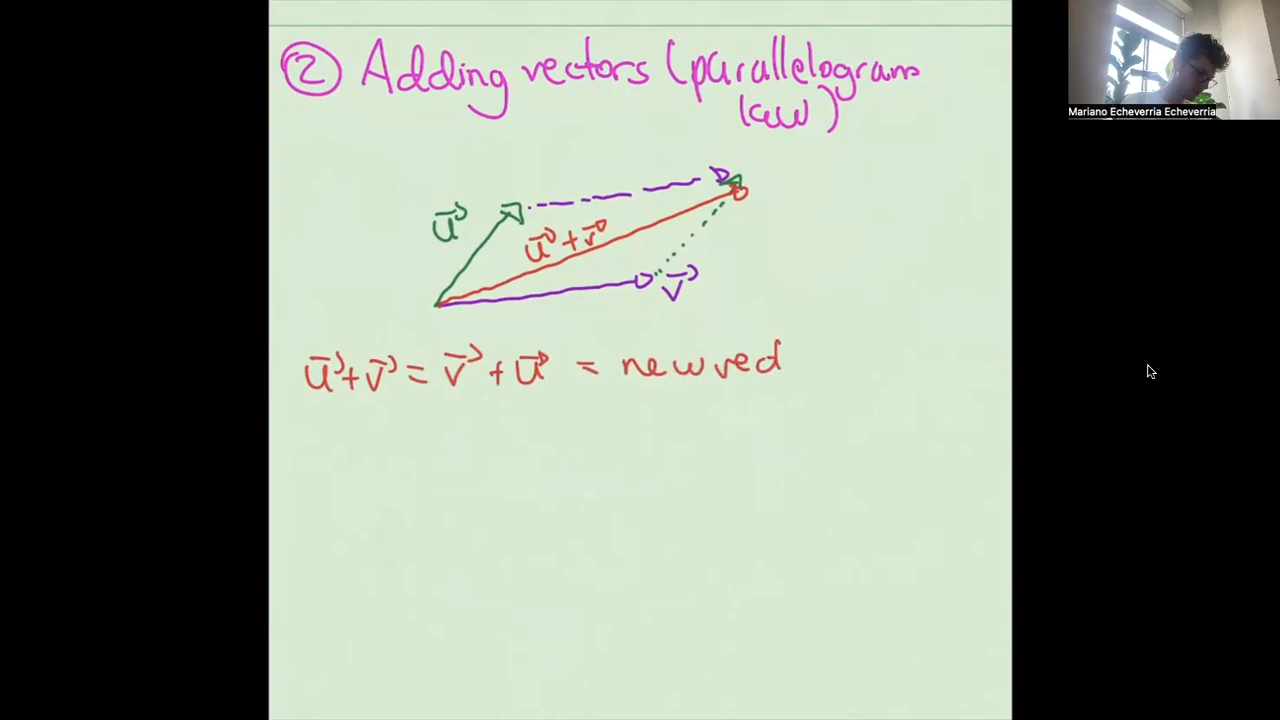 ② Adding vectors (parallelogram
law)
Mariano Echeverria Echeverria
u⃗
u⃗+v⃗
v⃗
u⃗+v⃗ = v⃗+u⃗ = new red